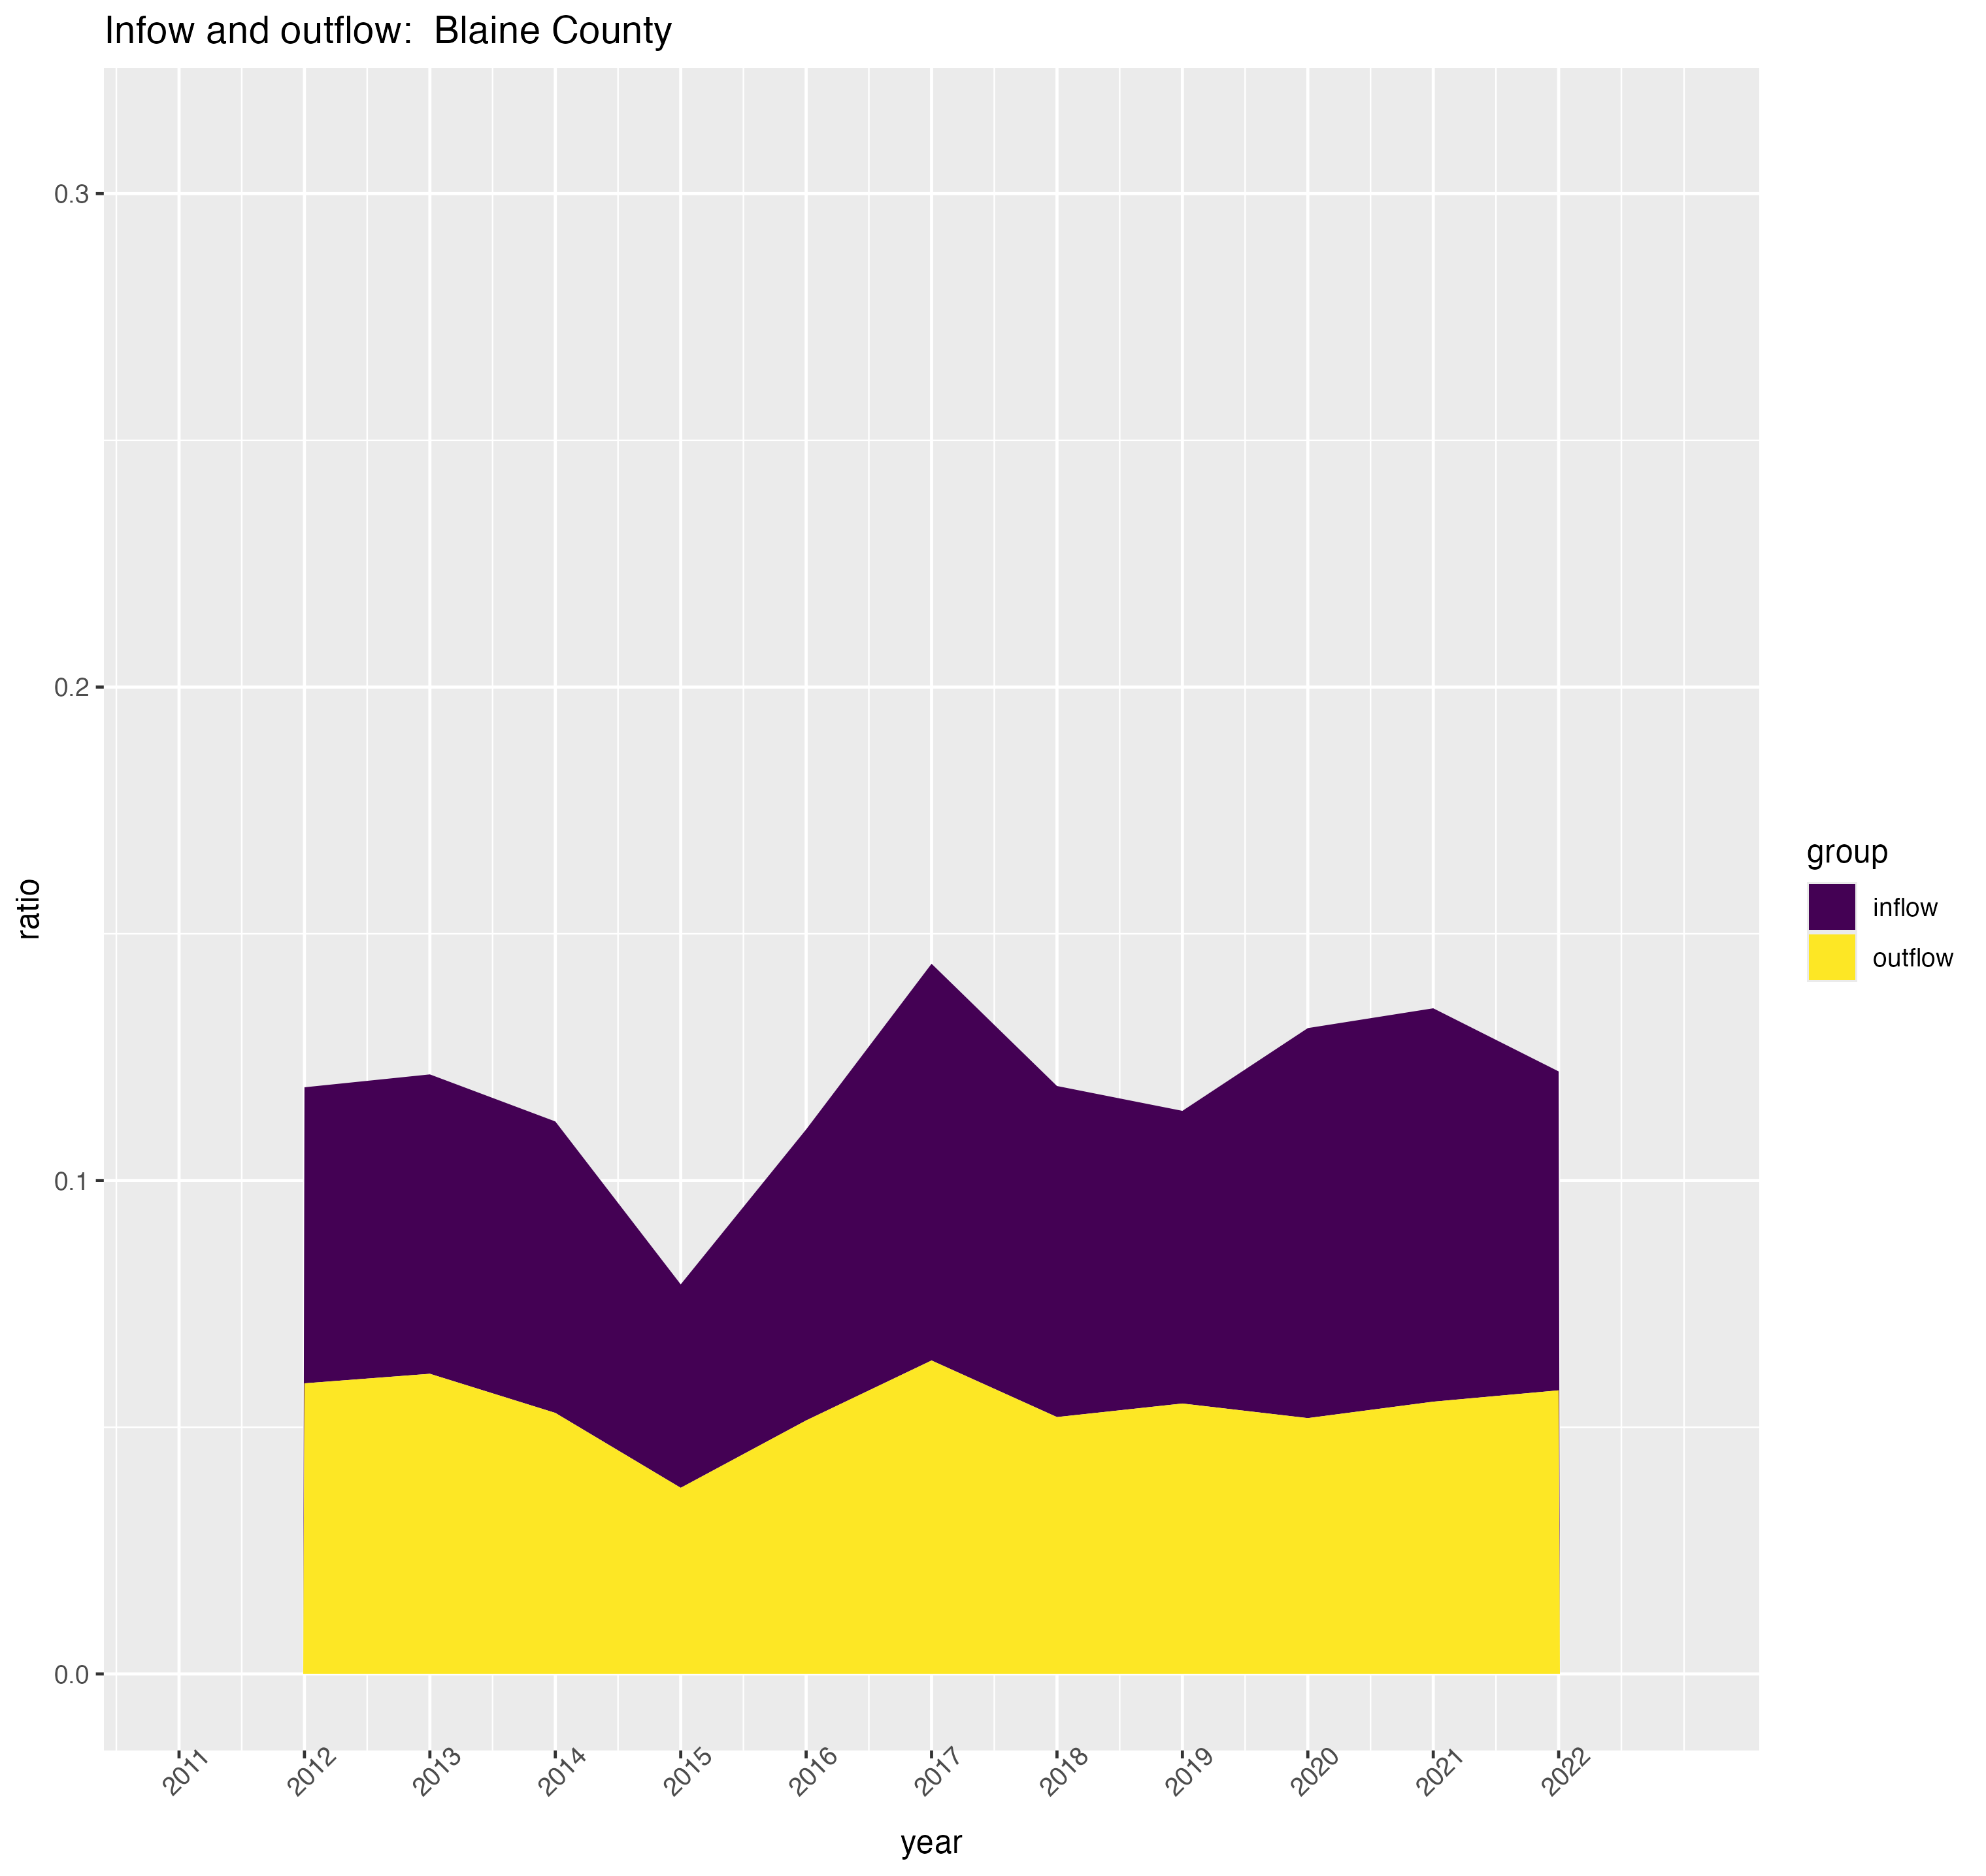 Infow and outflow:  Blaine County
ratio
0.3
0.2
0.1
0.0
2011 2012 2013 2014 2015 2016 2017 2018 2019 2020 2021 2022
year
group
inflow
outflow